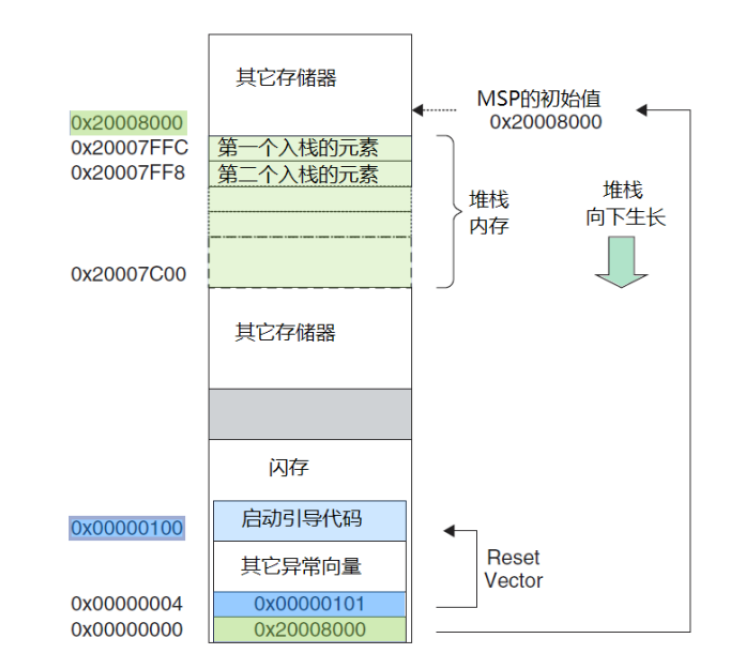 其它存储器
MSP的初始值
0x20008000
0x20008000
0x20007FFC
第一个入栈的元素
0x20007FF8
第二个入栈的元素
堆栈
内存
堆栈
向下生长
0x20007C00
其它存储器
闪存
0x00000100
启动引导代码
其它异常向量
Reset
Vector
0x00000004
0x00000101
0x00000000
0x20008000